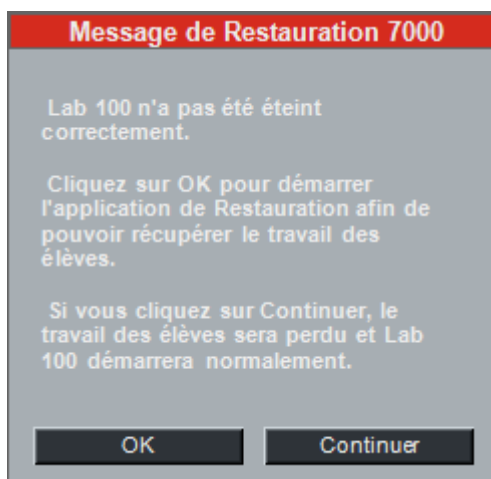 Message de Restauration 7000
Lab 100 n'a pas été éteint
correctement.
Cliquez sur OK pour démarrer
l'application de Restauration afin de
pouvoir récupérer le travail des
élèves.
Si vous cliquez sur Continuer, le
travail des élèves sera perdu et Lab
100 démarrera normalement.
OK
Continuer